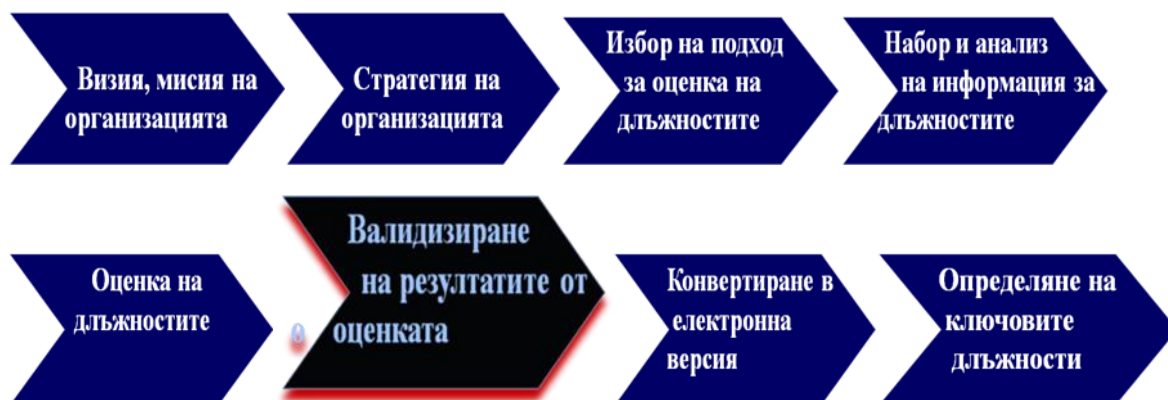 Визия, мисия на
организацията
Стратегия на
организацията
Избор на подход
за оценка на
длъжностите
Набор и анализ
на информация за
длъжностите
Оценка на
длъжностите
Валидизиране
на резултатите от
о оценката
Конвертиране в
електронна
версия
Определяне на
ключовите
длъжности